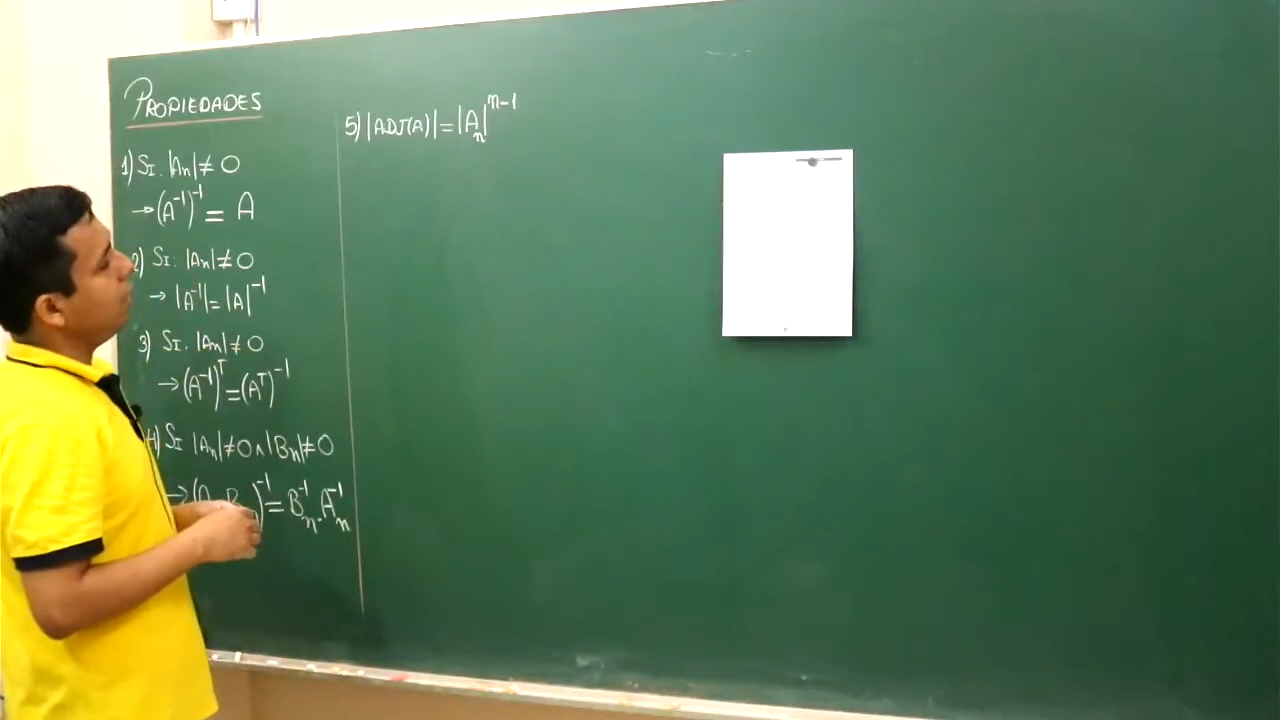 PROPIEDADES
1) SI. |An| ≠ 0
→ (A⁻¹)⁻¹ = A
2) SI: |An| ≠ 0
→ |A⁻¹| = |A|⁻¹
3) SI. |An| ≠ 0
→ (A⁻¹)ᵀ = (Aᵀ)⁻¹
4) SI |An| ≠ 0 ∧ |Bn| ≠ 0
→ (A B )⁻¹ = Bn⁻¹ . An⁻¹
5) |ADJ(A)| = |An|ⁿ⁻¹